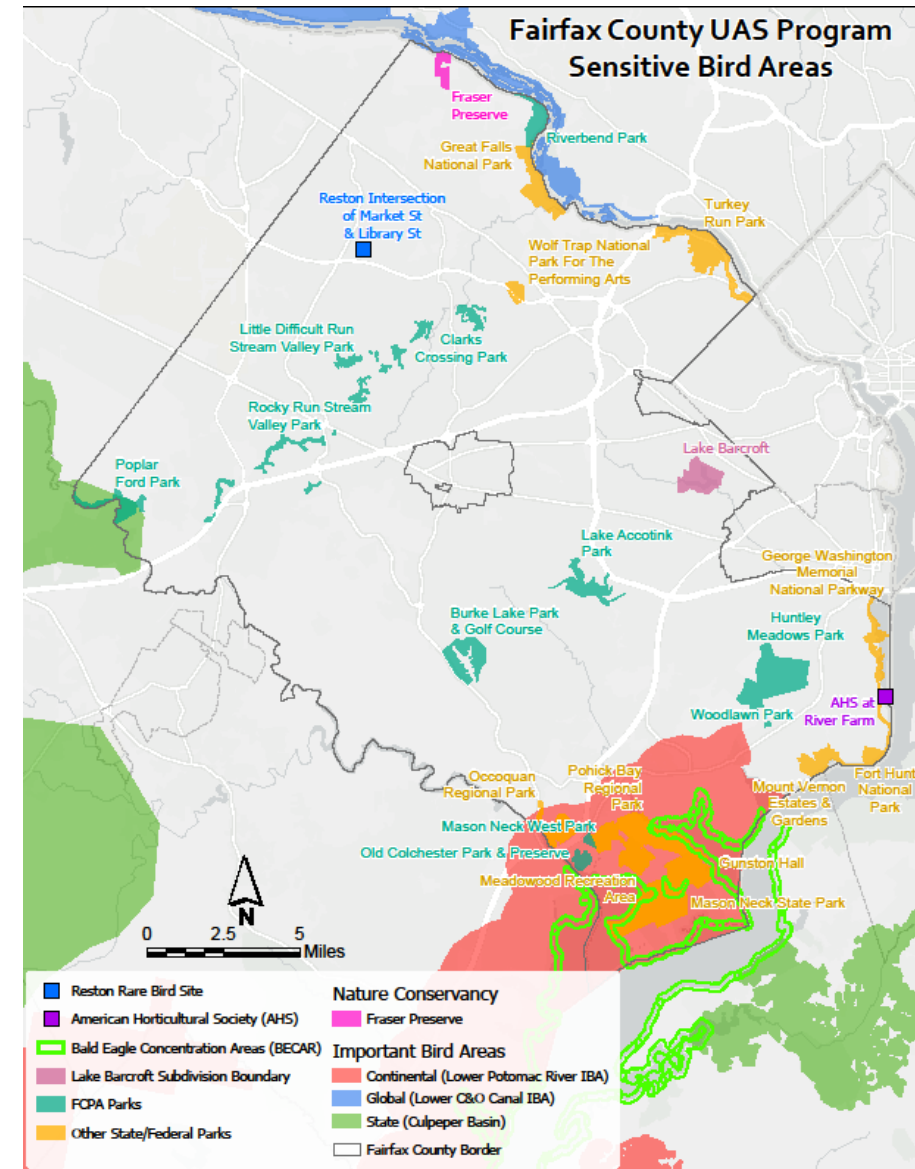 Fairfax County UAS Program
Sensitive Bird Areas
Fraser
Preserve
Riverbend Park
Great Falls
National Park
Reston Intersection
of Market St
& Library St
Turkey
Run Park
Wolf Trap National
Park For The
Performing Arts
Little Difficult Run
Stream Valley Park
Clarks
Crossing Park
Rocky Run Stream
Valley Park
Lake Barcroft
Poplar
Ford Park
Lake Accotink
Park
George Washington
Memorial
National Parkway
Burke Lake Park
& Golf Course
Huntley
Meadows Park
AHS at
River Farm
Woodlawn Park
Occoquan
Regional Park
Pohick Bay
Regional
Park
Mount Vernon
Estates &
Gardens
Fort Hunt
National
Park
Mason Neck West Park
Old Colchester Park & Preserve
Gunston Hall
Meadowood Recreation
Area
Mason Neck State Park
N
0 2.5 5
Miles
Reston Rare Bird Site
American Horticultural Society (AHS)
Bald Eagle Concentration Areas (BECAR)
Lake Barcroft Subdivision Boundary
FCPA Parks
Other State/Federal Parks
Nature Conservancy
Fraser Preserve
Important Bird Areas
Continental (Lower Potomac River IBA)
Global (Lower C&O Canal IBA)
State (Culpeper Basin)
Fairfax County Border